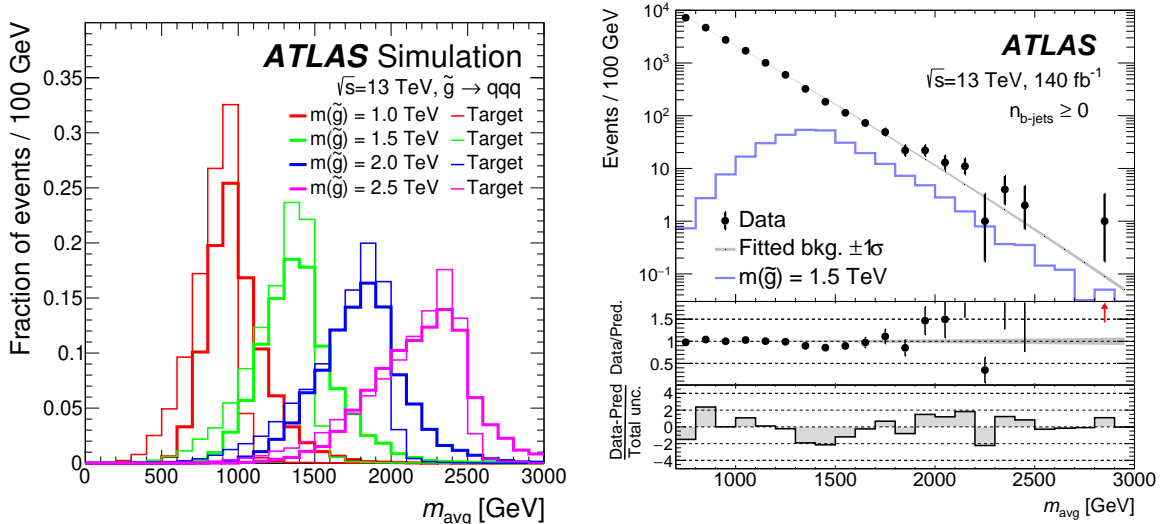 ATLAS Simulation
√s=13 TeV, g̃ → qqq
m(g̃) = 1.0 TeV Target
m(g̃) = 1.5 TeV Target
m(g̃) = 2.0 TeV Target
m(g̃) = 2.5 TeV Target
Fraction of events / 100 GeV
0.35
0.3
0.25
0.2
0.15
0.1
0.05
0
0 500 1000 1500 2000 2500 3000
m_avg [GeV]
ATLAS
√s=13 TeV, 140 fb⁻¹
n_b-jets ≥ 0
Events / 100 GeV
10⁴
10³
10²
10
1
10⁻¹
Data
Fitted bkg. ±1σ
m(g̃) = 1.5 TeV
Data/Pred.
1.5
1
0.5
Data-Pred
Total unc.
4
2
0
−2
−4
1000 1500 2000 2500 3000
m_avg [GeV]